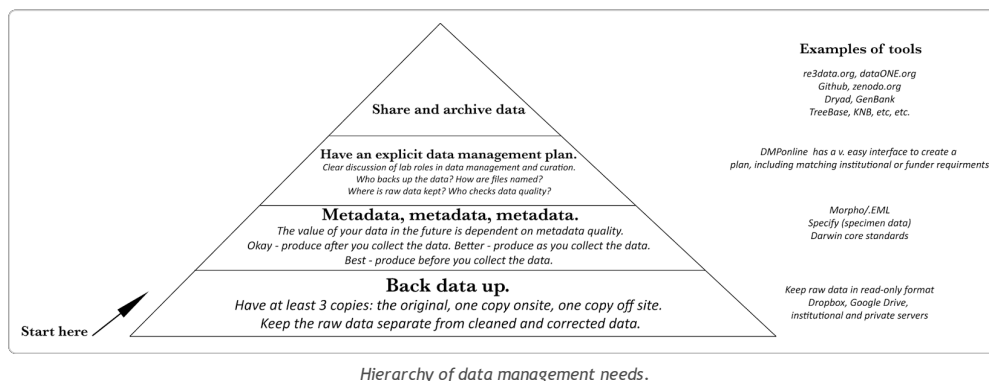 Examples of tools
re3data.org, dataONE.org
Github, zenodo.org
Dryad, GenBank
TreeBase, KNB, etc, etc.
Share and archive data
Have an explicit data management plan.
Clear discussion of lab roles in data management and curation.
Who backs up the data? How are files named?
Where is raw data kept? Who checks data quality?
DMPonline has a v. easy interface to create a
plan, including matching institutional or funder requirments
Metadata, metadata, metadata.
The value of your data in the future is dependent on metadata quality.
Okay - produce after you collect the data. Better - produce as you collect the data.
Best - produce before you collect the data.
Morpho/.EML
Specify (specimen data)
Darwin core standards
Back data up.
Have at least 3 copies: the original, one copy onsite, one copy off site.
Keep the raw data separate from cleaned and corrected data.
Keep raw data in read-only format
Dropbox, Google Drive,
institutional and private servers
Start here
Hierarchy of data management needs.